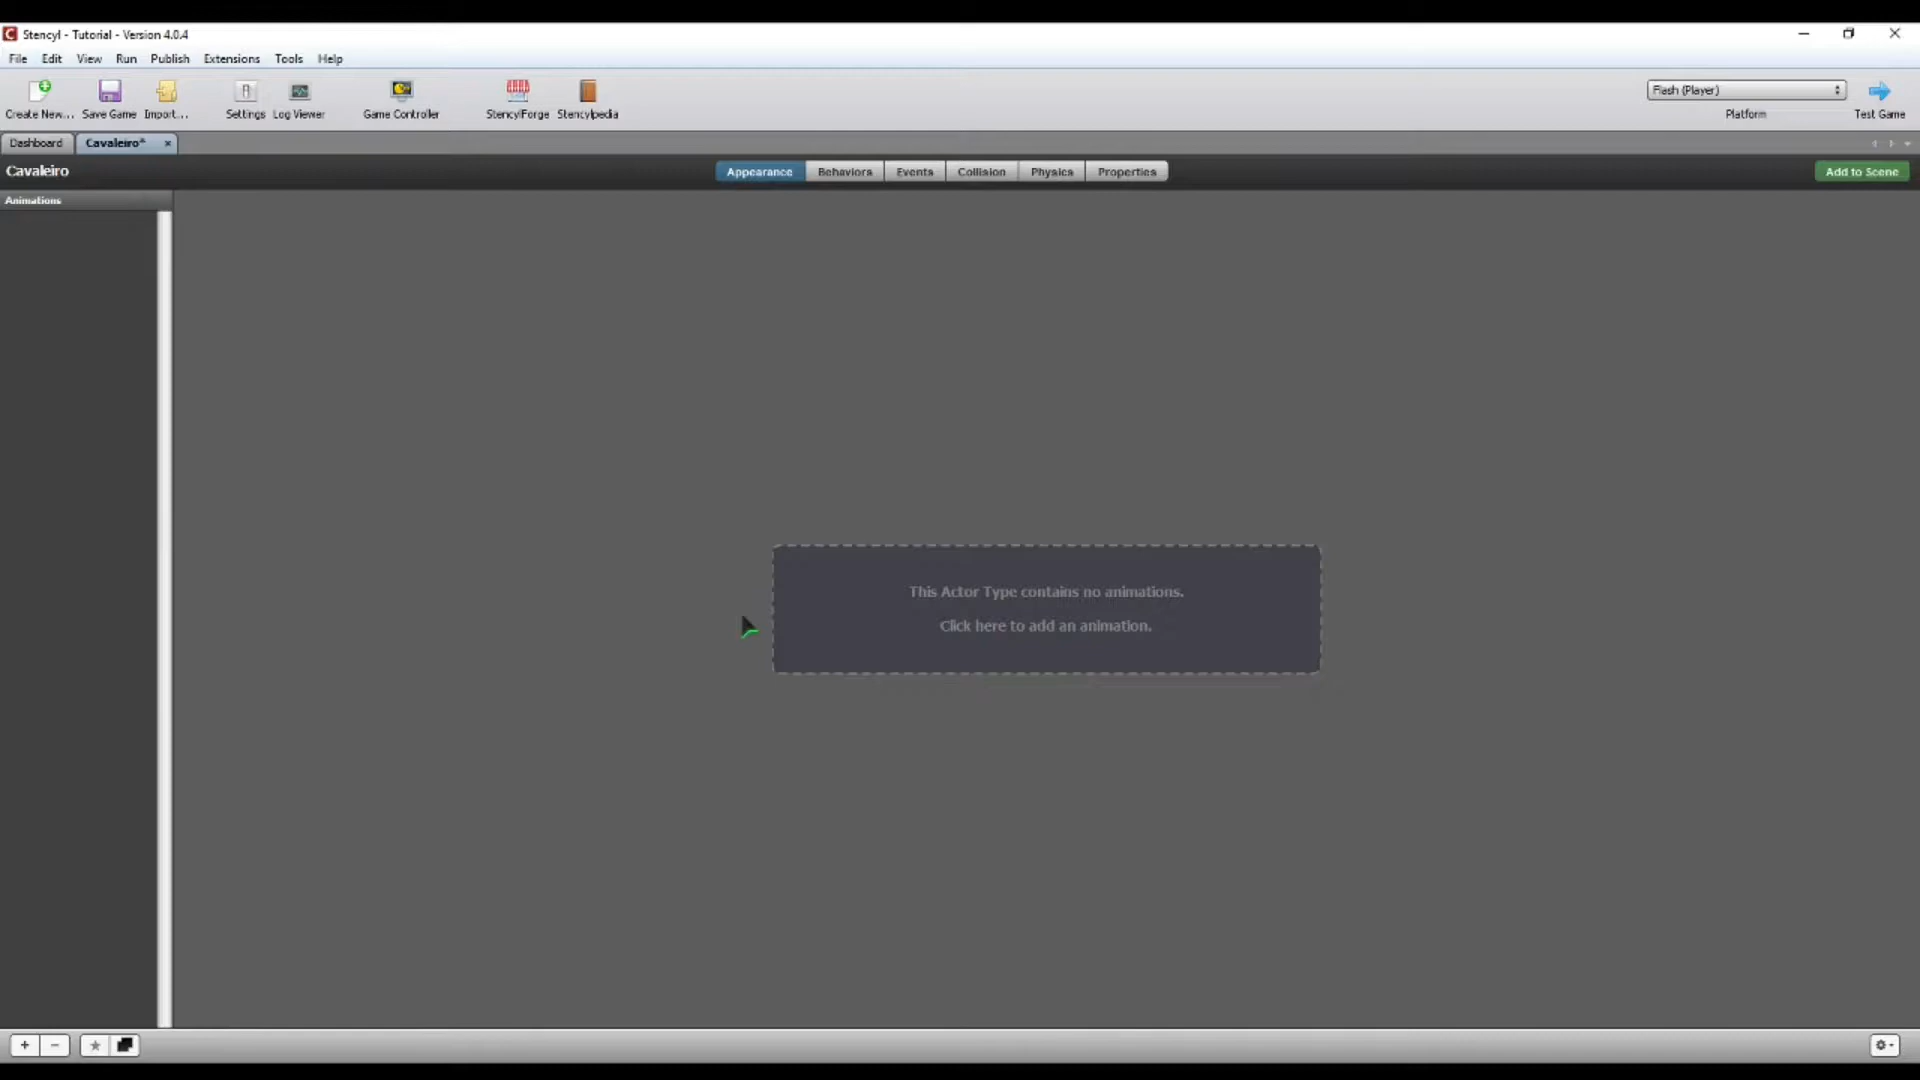 Stencyl - Tutorial - Version 4.0.4
File Edit View Run Publish Extensions Tools Help
Create New... Save Game Import... Settings Log Viewer Game Controller StencylForge Stencylpedia
Flash (Player)
Platform
Test Game
Dashboard Cavaleiro* ×
Cavaleiro
Appearance Behaviors Events Collision Physics Properties
Add to Scene
Animations
This Actor Type contains no animations.
Click here to add an animation.